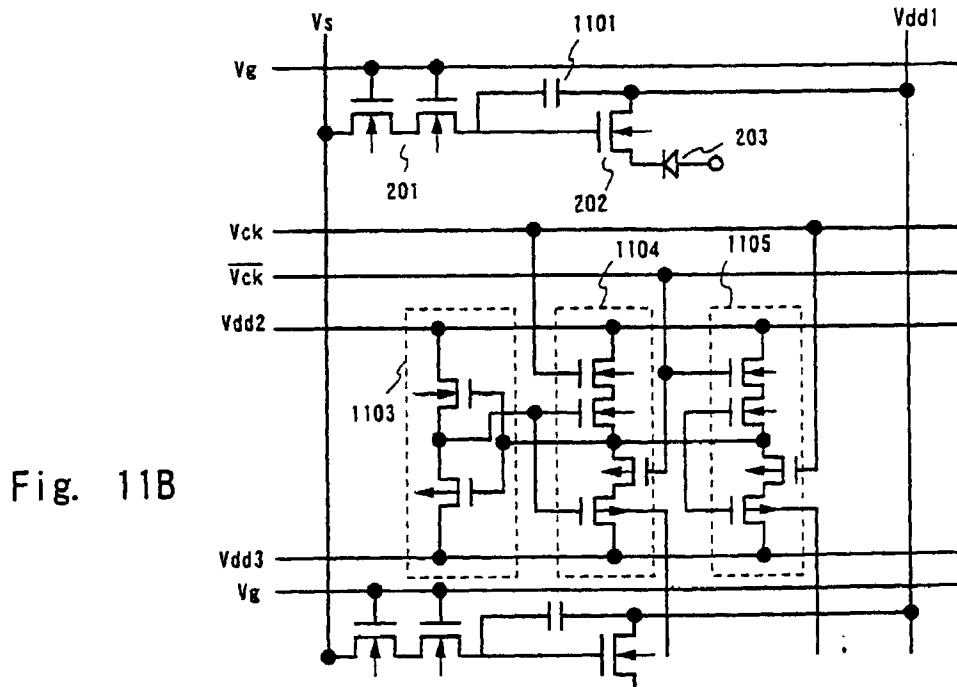 Vs
1101
Vdd1
Vg
203
201
202
Vck
1104
1105
Vck
Vdd2
1103
Fig. 11B
Vdd3
Vg